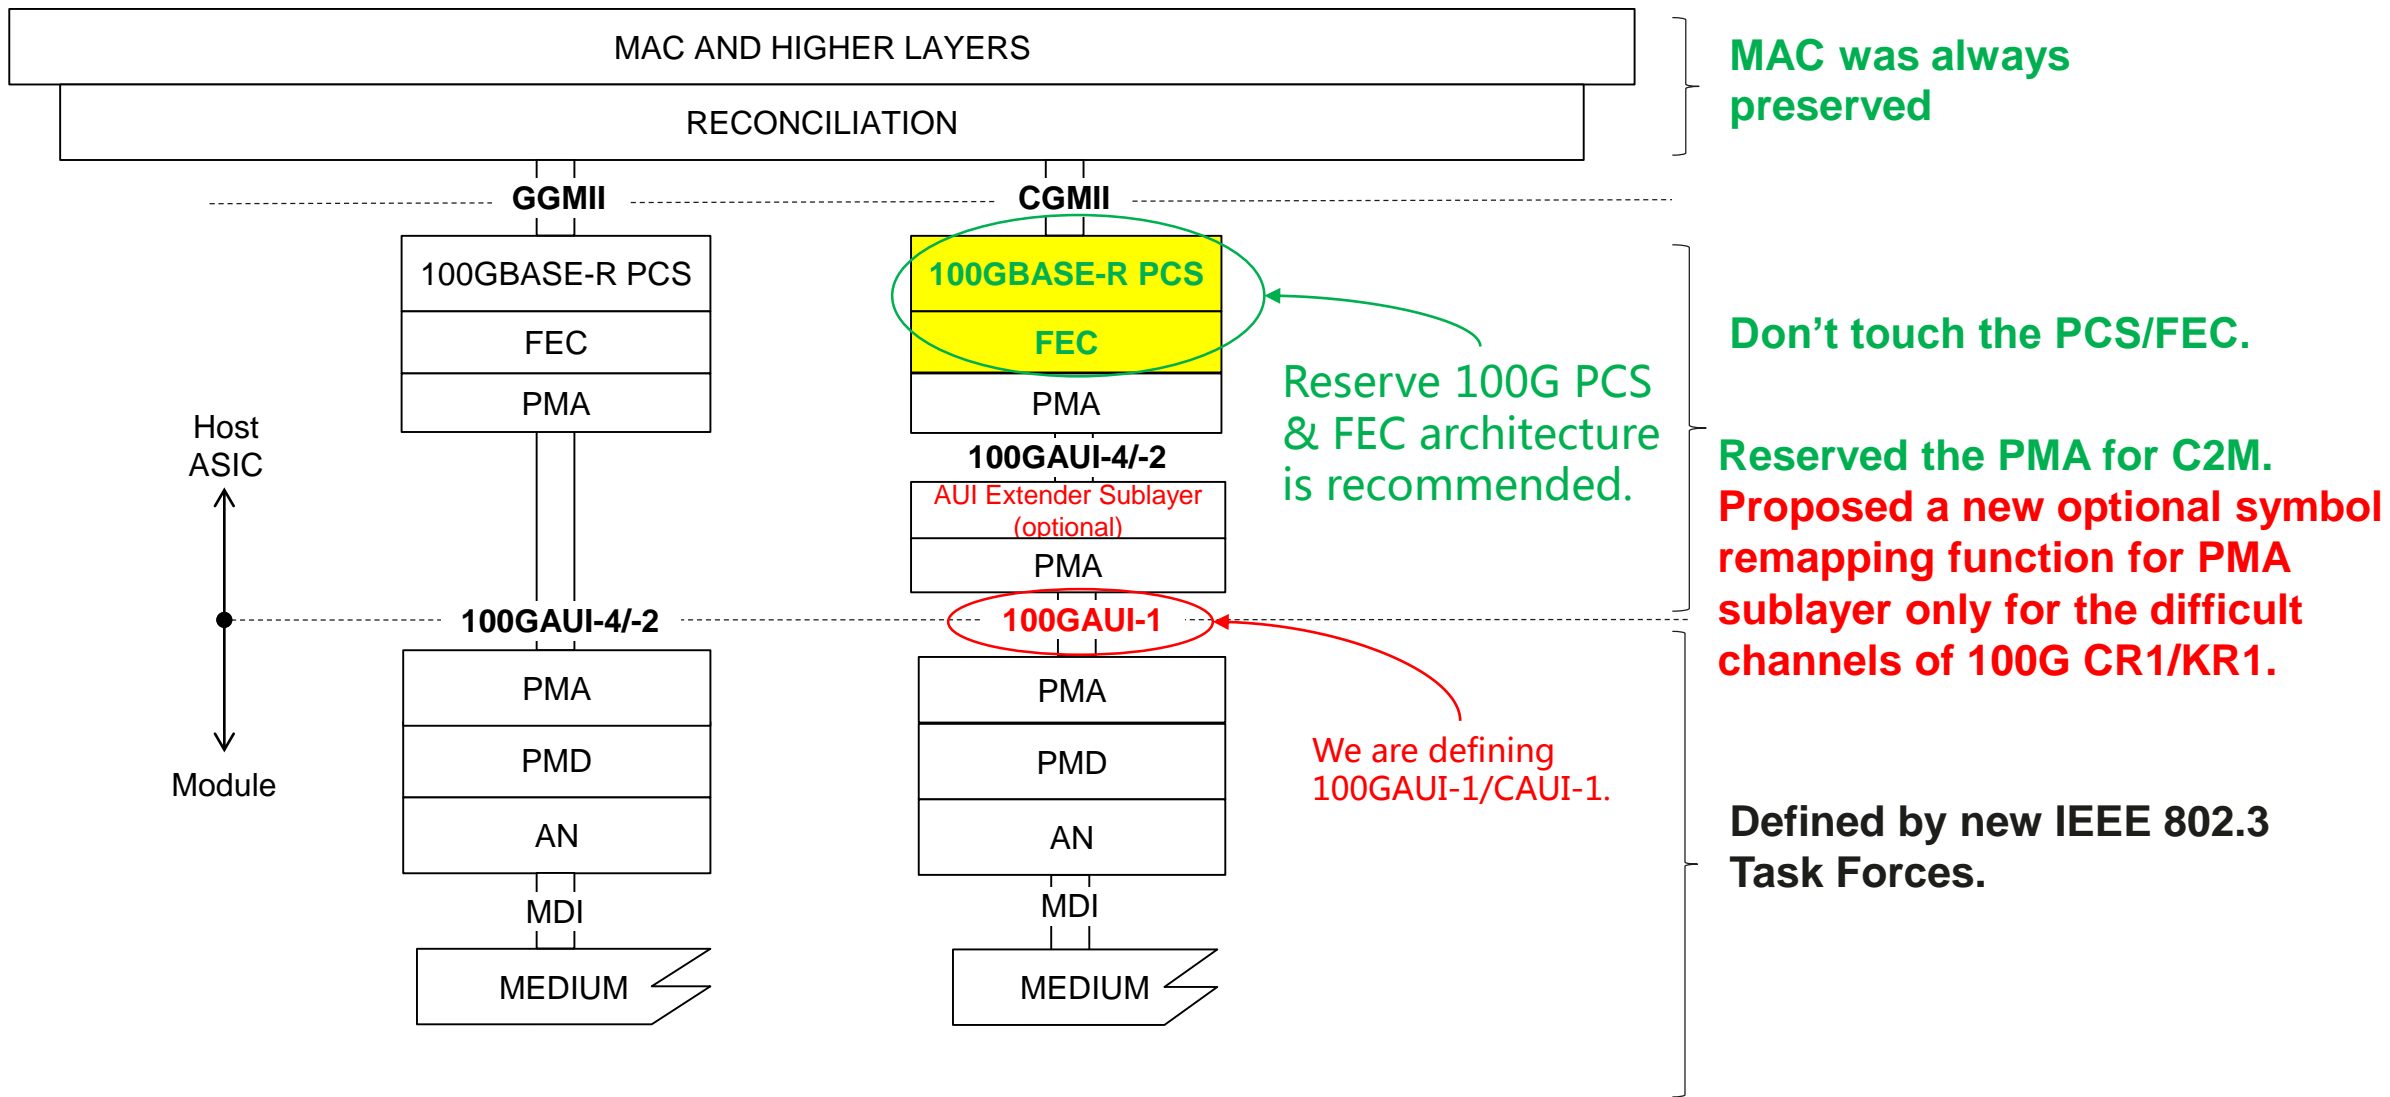 MAC AND HIGHER LAYERS
RECONCILIATION
MAC was always
preserved
GGMII
CGMII
100GBASE-R PCS
FEC
PMA
100GBASE-R PCS
FEC
PMA
100GAUI-4/-2
AUI Extender Sublayer
(optional)
PMA
Reserve 100G PCS
& FEC architecture
is recommended.
Don’t touch the PCS/FEC.
Reserved the PMA for C2M.
Proposed a new optional symbol
remapping function for PMA
sublayer only for the difficult
channels of 100G CR1/KR1.
Host
ASIC
Module
100GAUI-4/-2
100GAUI-1
PMA
PMD
AN
MDI
MEDIUM
PMA
PMD
AN
MDI
MEDIUM
We are defining
100GAUI-1/CAUI-1.
Defined by new IEEE 802.3
Task Forces.